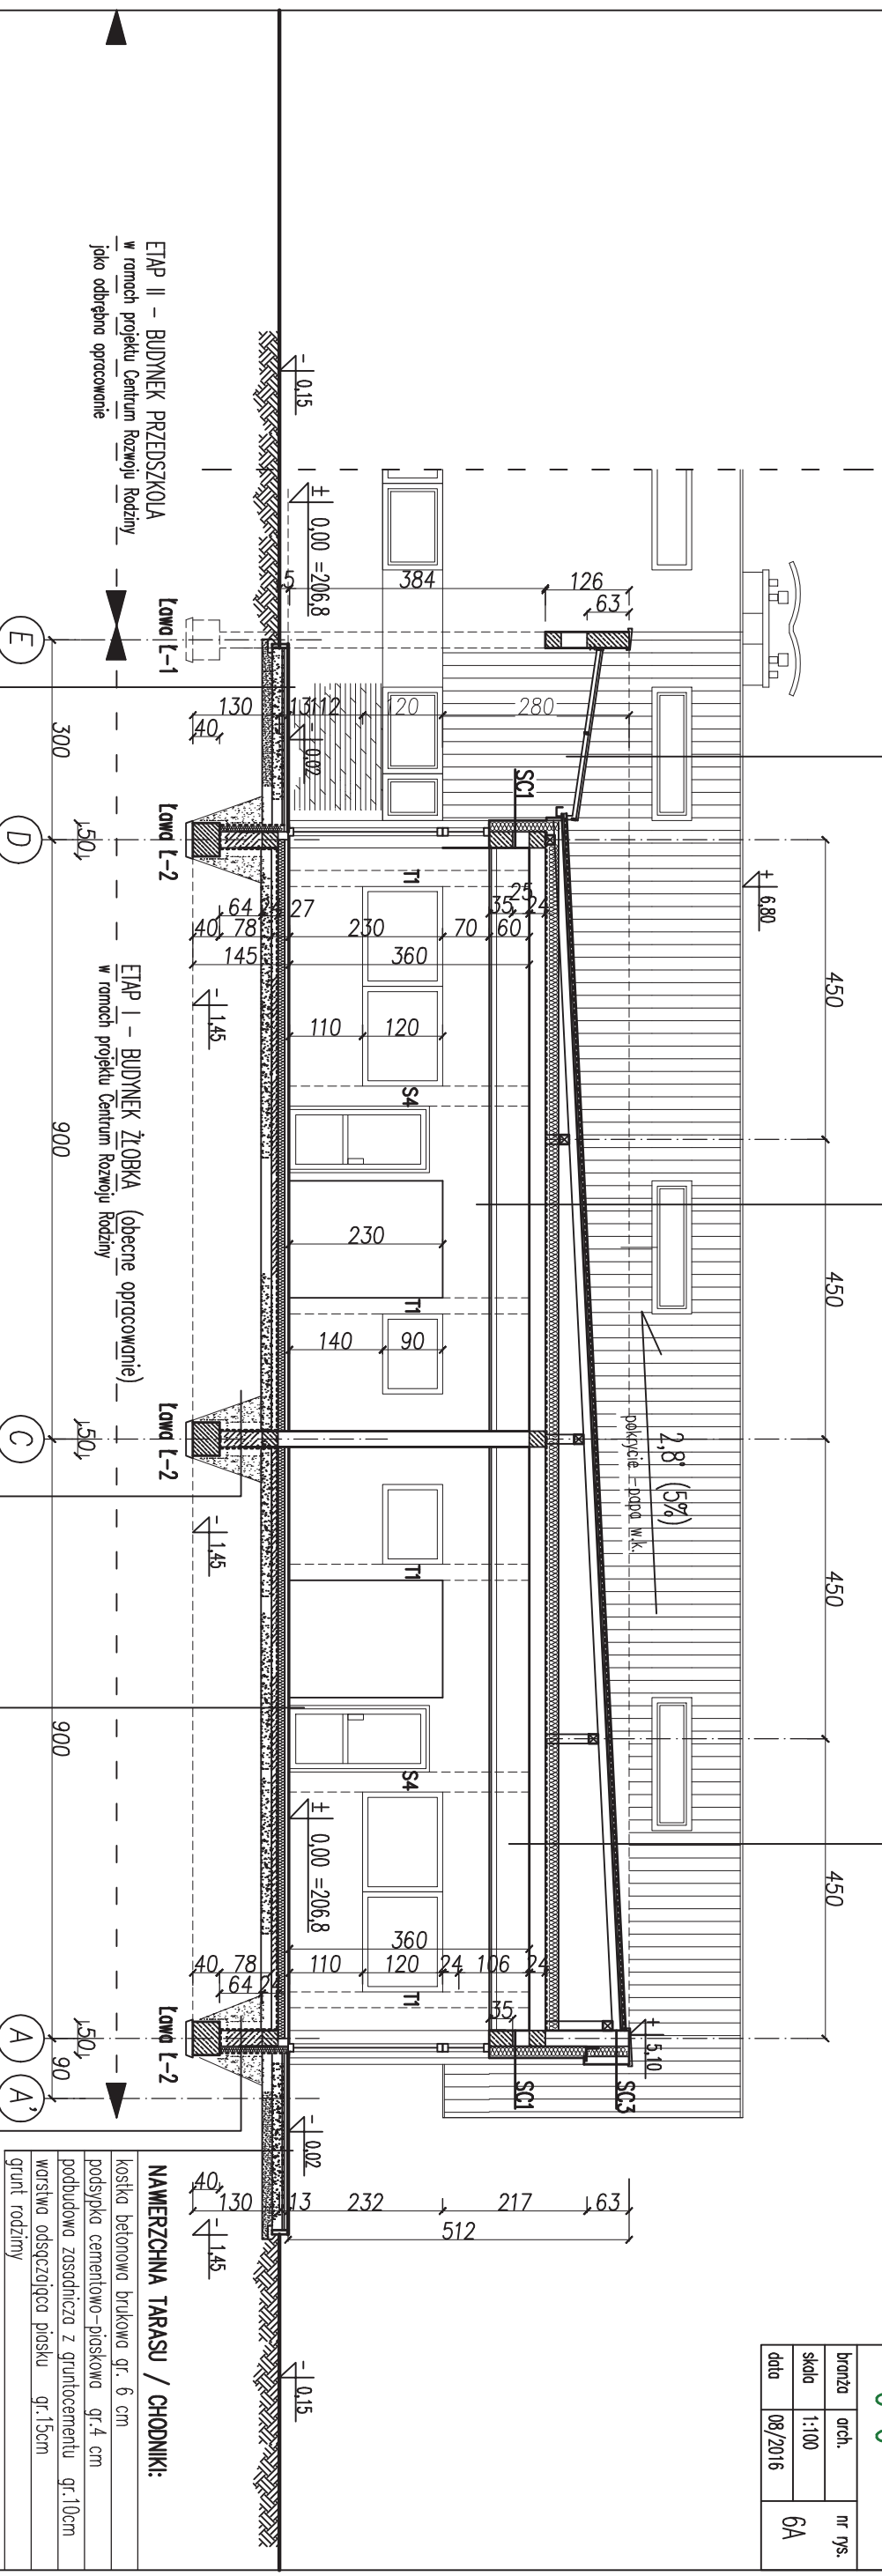 450
450
450
450
branża arch.
skala 1:100
data 08/2016
nr rys.
6A
± 6,80
2,8° (5%)
pokrycie - papa w.k.
± 5,10
126
63
384
5
280
120
112
13
130
40
SC1
SC1
SC3
25
35
24
60
70
230
27
24
64
78
40
360
145
T1
110
120
S4
230
T1
140
90
T1
S4
T1
360
110
120
24
106
24
35
40
78
64
24
63
217
232
13
130
40
512
- 0,15
± 0,00 =206,8
- 0,02
± 0,00 =206,8
- 0,02
- 0,15
- 1,45
- 1,45
- 1,45
Ława Ł-1
Ława Ł-2
Ława Ł-2
Ława Ł-2
ETAP II - BUDYNEK PRZEDSZKOLA
w ramach projektu Centrum Rozwoju Rodziny
jako odbrębna opracowanie
ETAP I - BUDYNEK ŻŁOBKA (obecne opracowanie)
w ramach projektu Centrum Rozwoju Rodziny
50
50
50
300
900
900
90
E
D
C
A
A'
NAWIERZCHNA TARASU / CHODNIKI:
kostka betonowa brukowa gr. 6 cm
podsypka cementowo-piaskowa gr.4 cm
podbudowa zasadnicza z gruntocementu gr.10cm
warstwa odsączająca piasku gr.15cm
grunt rodzimy